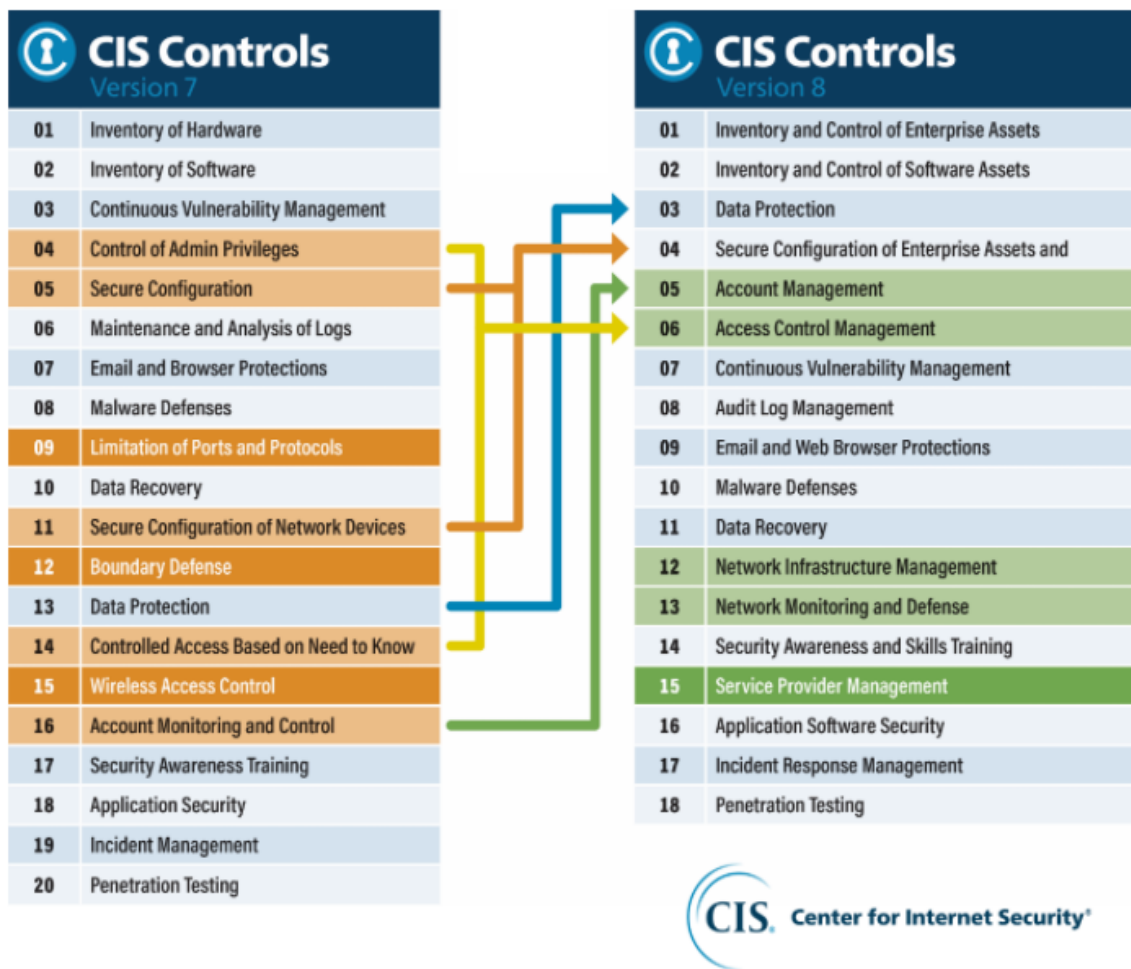 CIS Controls
Version 7
01 Inventory of Hardware
02 Inventory of Software
03 Continuous Vulnerability Management
04 Control of Admin Privileges
05 Secure Configuration
06 Maintenance and Analysis of Logs
07 Email and Browser Protections
08 Malware Defenses
09 Limitation of Ports and Protocols
10 Data Recovery
11 Secure Configuration of Network Devices
12 Boundary Defense
13 Data Protection
14 Controlled Access Based on Need to Know
15 Wireless Access Control
16 Account Monitoring and Control
17 Security Awareness Training
18 Application Security
19 Incident Management
20 Penetration Testing
CIS Controls
Version 8
01 Inventory and Control of Enterprise Assets
02 Inventory and Control of Software Assets
03 Data Protection
04 Secure Configuration of Enterprise Assets and
05 Account Management
06 Access Control Management
07 Continuous Vulnerability Management
08 Audit Log Management
09 Email and Web Browser Protections
10 Malware Defenses
11 Data Recovery
12 Network Infrastructure Management
13 Network Monitoring and Defense
14 Security Awareness and Skills Training
15 Service Provider Management
16 Application Software Security
17 Incident Response Management
18 Penetration Testing
CIS. Center for Internet Security®